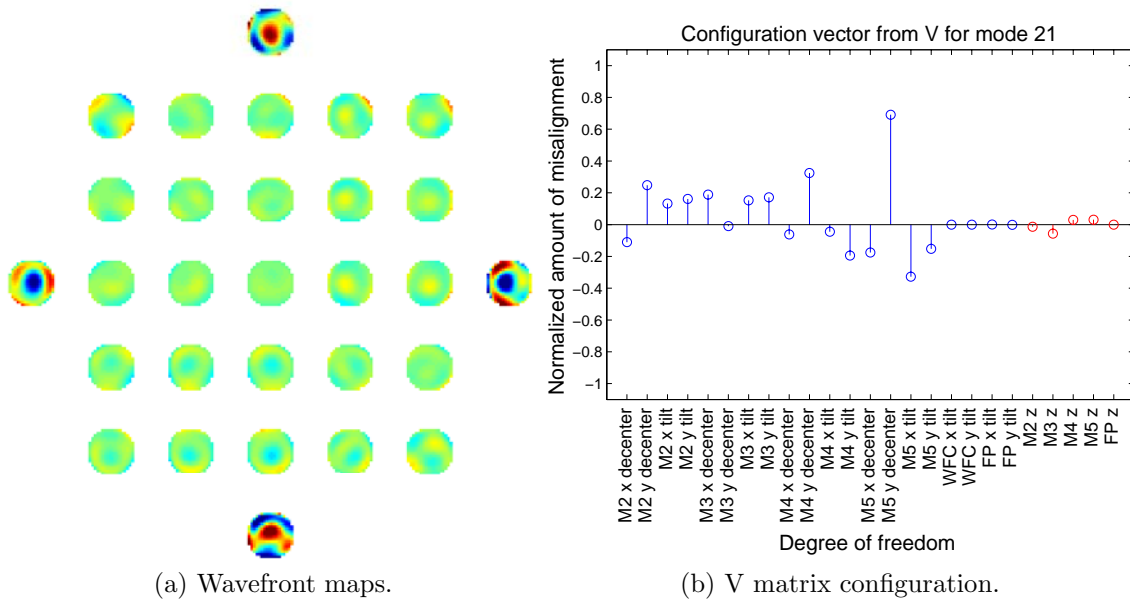 Configuration vector from V for mode 21
Normalized amount of misalignment
1
0.8
0.6
0.4
0.2
0
−0.2
−0.4
−0.6
−0.8
−1
M2 x decenter
M2 y decenter
M2 x tilt
M2 y tilt
M3 x decenter
M3 y decenter
M3 x tilt
M3 y tilt
M4 x decenter
M4 y decenter
M4 x tilt
M4 y tilt
M5 x decenter
M5 y decenter
M5 x tilt
M5 y tilt
WFC x tilt
WFC y tilt
FP x tilt
FP y tilt
M2 z
M3 z
M4 z
M5 z
FP z
Degree of freedom
(a) Wavefront maps.
(b) V matrix configuration.